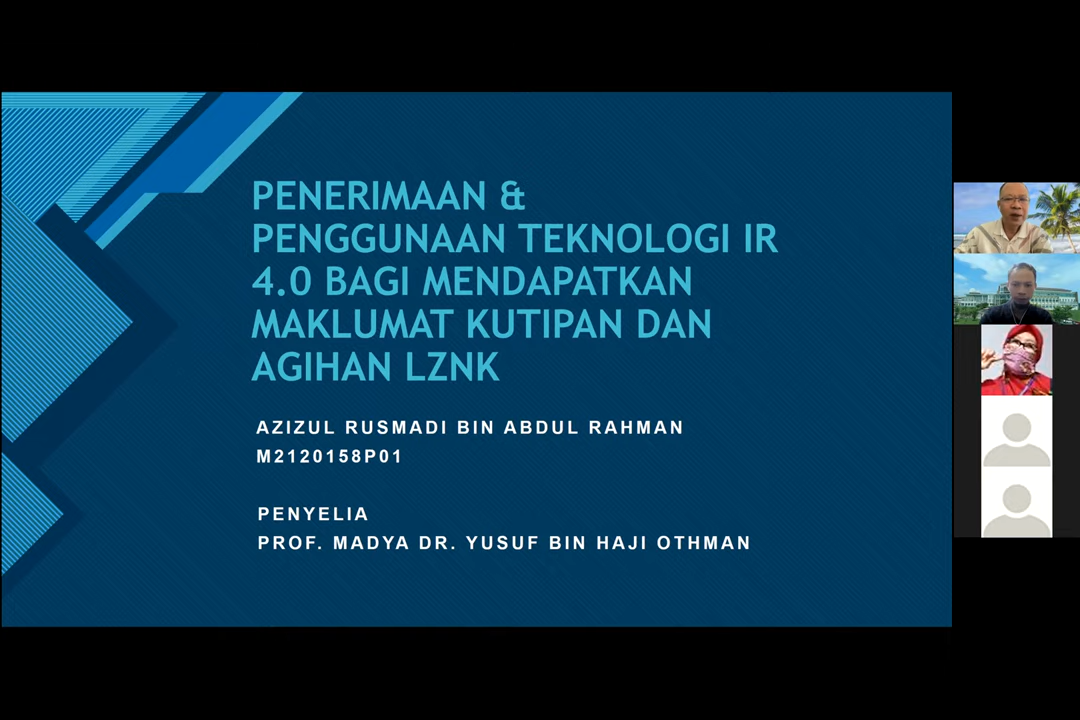 PENERIMAAN &
PENGGUNAAN TEKNOLOGI IR
4.0 BAGI MENDAPATKAN
MAKLUMAT KUTIPAN DAN
AGIHAN LZNK
AZIZUL RUSMADI BIN ABDUL RAHMAN
M2120158P01
PENYELIA
PROF. MADYA DR. YUSUF BIN HAJI OTHMAN